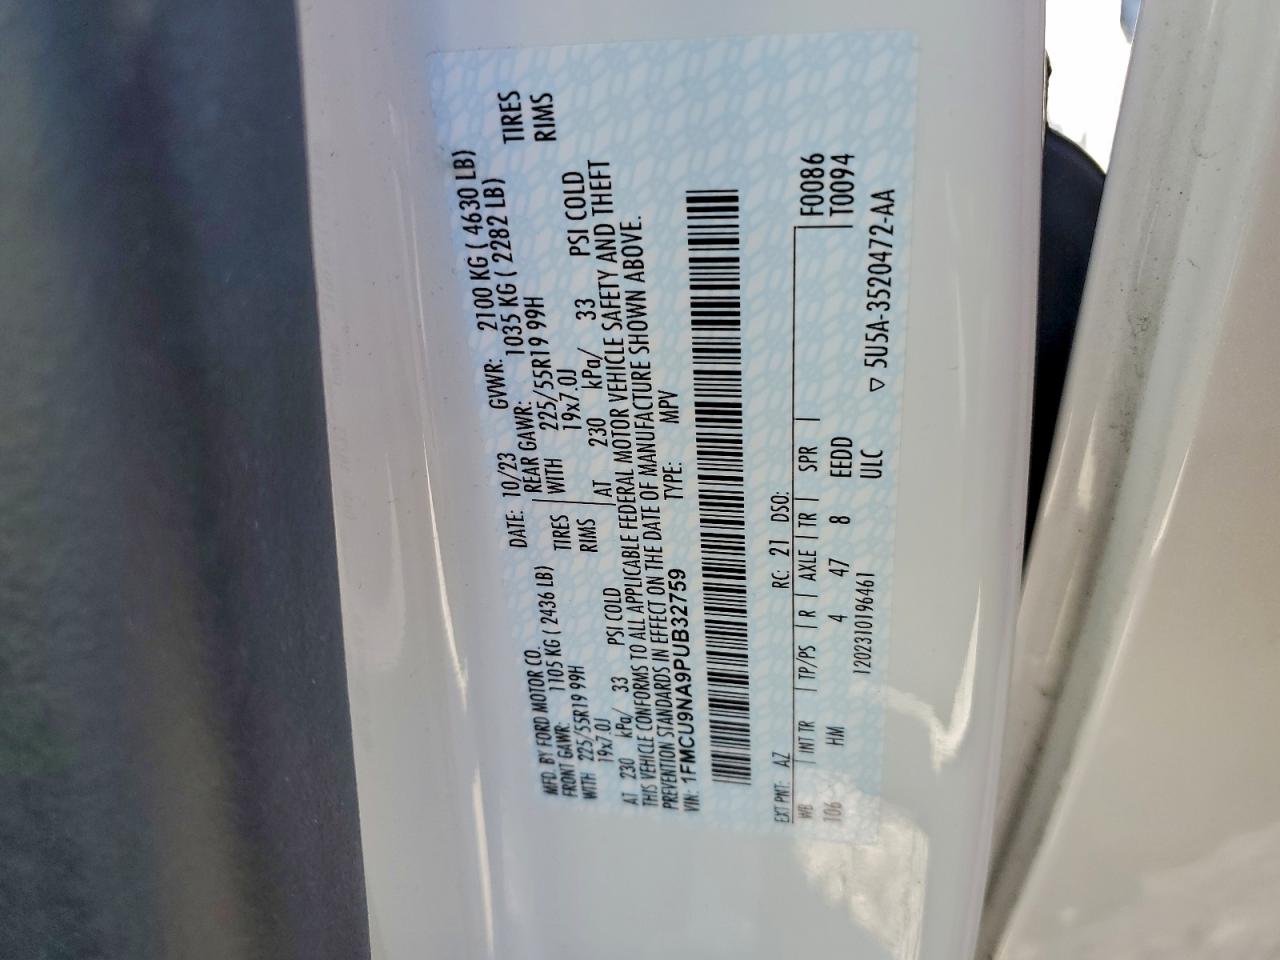 MFD. BY FORD MOTOR CO. DATE: 10/23 GVWR: 2100 KG ( 4630 LB)
FRONT GAWR: 1105 KG ( 2436 LB) REAR GAWR: 1035 KG ( 2282 LB)
WITH 225/55R19 99H TIRES WITH 225/55R19 99H TIRES
19x7.0J RIMS 19x7.0J RIMS
AT 230 kPa/ 33 PSI COLD AT 230 kPa/ 33 PSI COLD
THIS VEHICLE CONFORMS TO ALL APPLICABLE FEDERAL MOTOR VEHICLE SAFETY AND THEFT
PREVENTION STANDARDS IN EFFECT ON THE DATE OF MANUFACTURE SHOWN ABOVE.
VIN: 1FMCU9NA9PUB32759 TYPE: MPV
EXT PNT: AZ RC: 21 DSO: F0086
WB INT TR TP/PS R AXLE TR SPR T0094
106 HM 4 47 8 EEDD
1202310196461 ULC ▽ 5U5A-3520472-AA